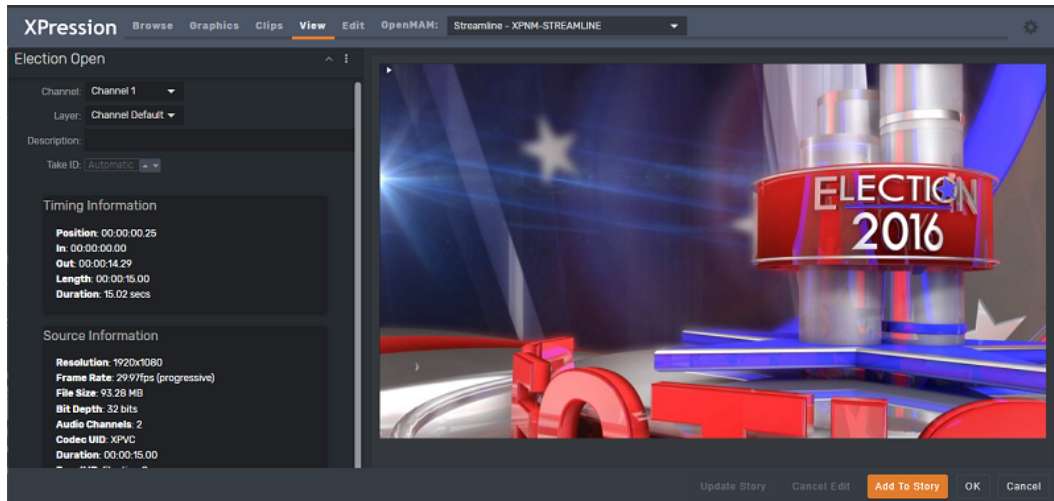 XPression Browse Graphics Clips View Edit OpenMAM: Streamline - XPNM-STREAMLINE
Election Open
Channel: Channel 1
Layer: Channel Default
Description:
Take ID: Automatic
Timing Information
Position: 00:00:00.25
In: 00:00:00.00
Out: 00:00:14.29
Length: 00:00:15.00
Duration: 15.02 secs
Source Information
Resolution: 1920x1080
Frame Rate: 29.97fps (progressive)
File Size: 93.28 MB
Bit Depth: 32 bits
Audio Channels: 2
Codec UID: XPVC
Duration: 00:00:15.00
ELECTION
2016
Update Story Cancel Edit Add To Story OK Cancel